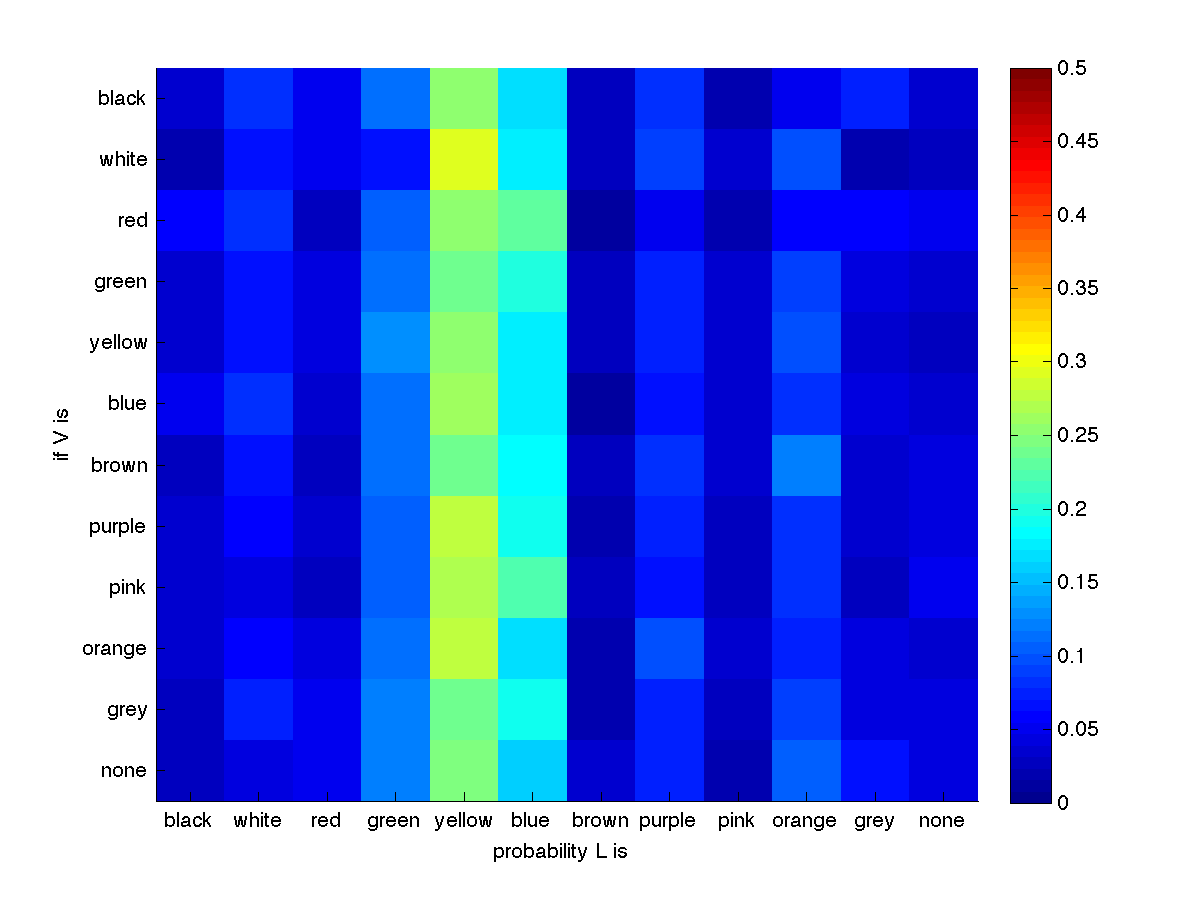 black
white
red
green
yellow
blue
brown
purple
pink
orange
grey
none
if V is
black white red green yellow blue brown purple pink orange grey none
probability L is
0.5
0.45
0.4
0.35
0.3
0.25
0.2
0.15
0.1
0.05
0